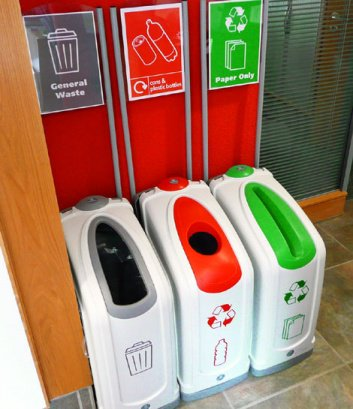 General
Waste
cans &
plastic bottles
Paper Only